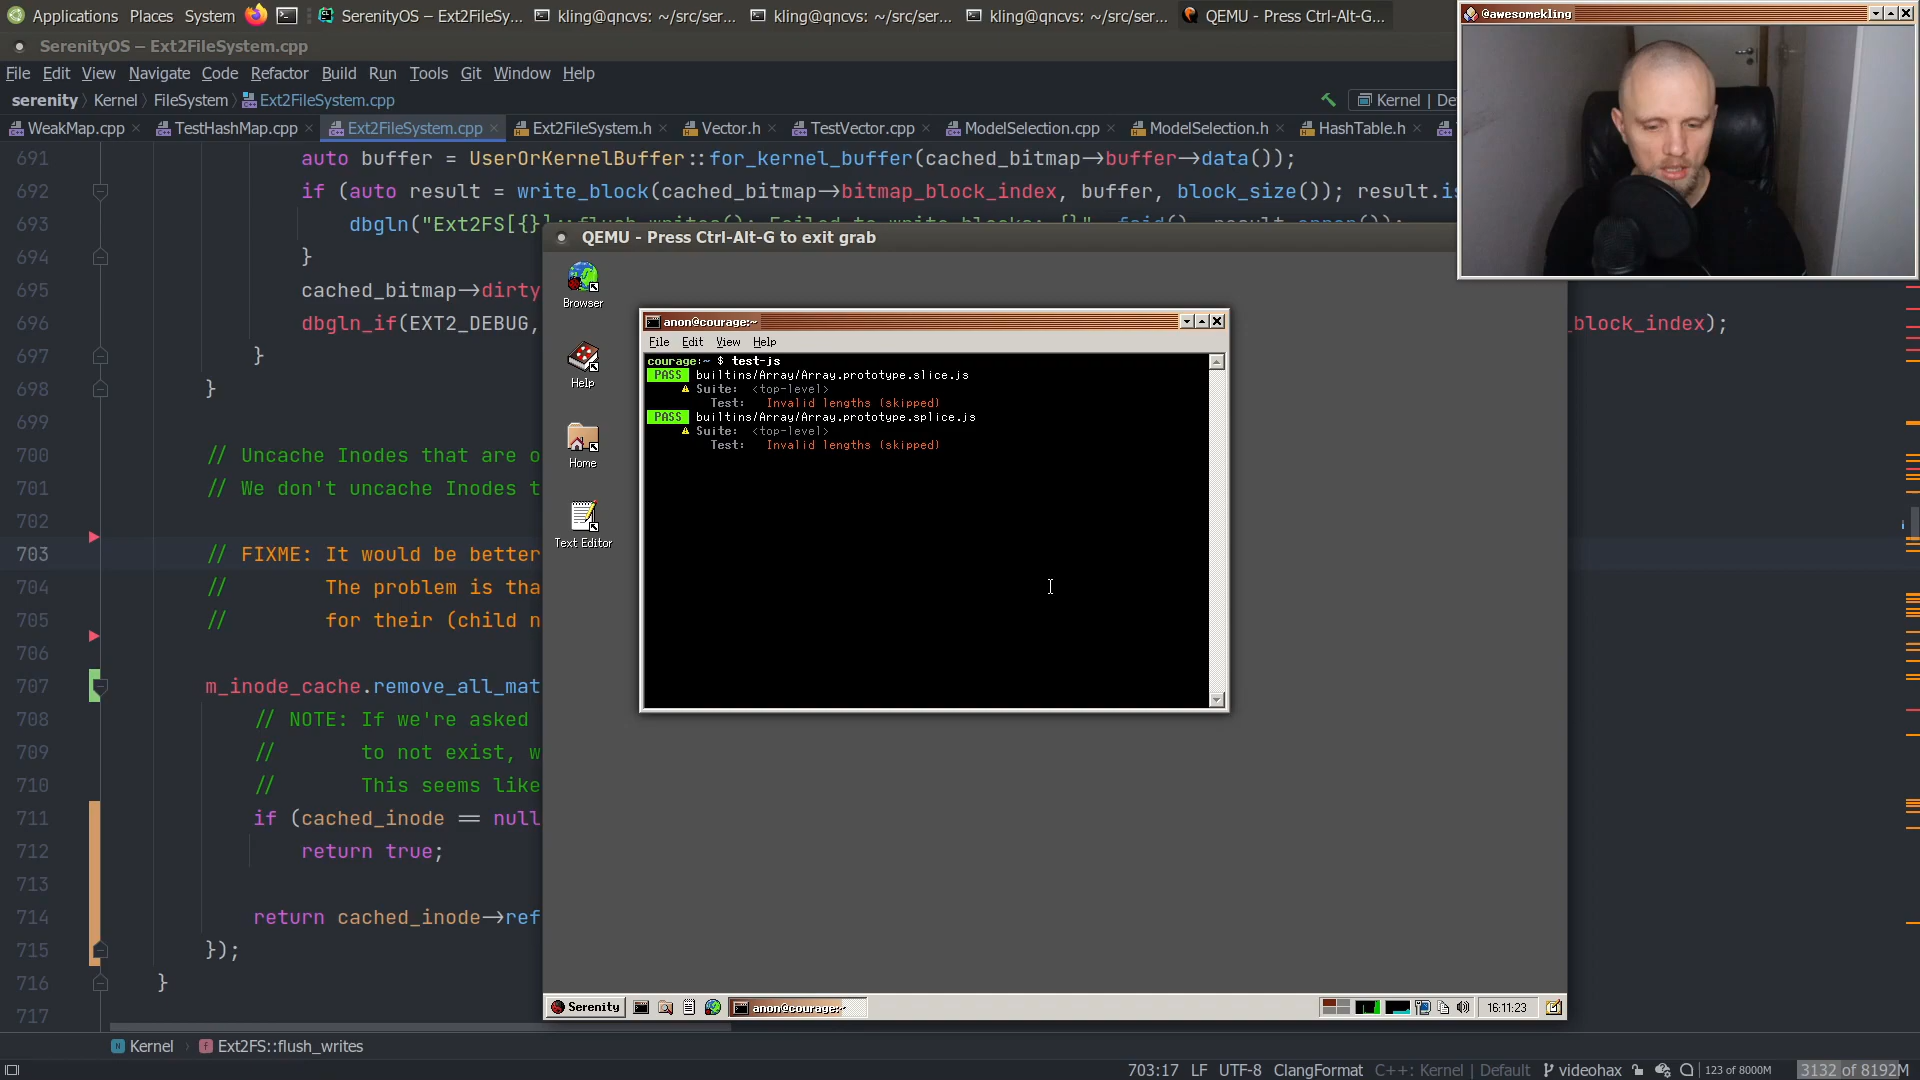 Applications Places System SerenityOS – Ext2FileSy... kling@qncvs: ~/src/ser... kling@qncvs: ~/src/ser... kling@qncvs: ~/src/ser... QEMU - Press Ctrl-Alt-G...
@awesomekling
SerenityOS – Ext2FileSystem.cpp
File Edit View Navigate Code Refactor Build Run Tools Git Window Help
serenity Kernel FileSystem Ext2FileSystem.cpp Kernel | De
WeakMap.cpp TestHashMap.cpp Ext2FileSystem.cpp Ext2FileSystem.h Vector.h TestVector.cpp ModelSelection.cpp ModelSelection.h HashTable.h
691 auto buffer = UserOrKernelBuffer::for_kernel_buffer(cached_bitmap→buffer→data());
692 if (auto result = write_block(cached_bitmap→bitmap_block_index, buffer, block_size()); result.is
693 dbgln("Ext2FS[{}]::flush_writes(): Failed to write blocks: {}", fsid(), result.error());
694 }
695 cached_bitmap→dirty
696 dbgln_if(EXT2_DEBUG, _block_index);
697 }
698 }
699
700 // Uncache Inodes that are o
701 // We don't uncache Inodes t
702
703 // FIXME: It would be better
704 // The problem is tha
705 // for their (child n
706
707 m_inode_cache.remove_all_mat
708 // NOTE: If we're asked
709 // to not exist, w
710 // This seems like
711 if (cached_inode == null
712 return true;
713
714 return cached_inode→ref
715 });
716 }
717
QEMU - Press Ctrl-Alt-G to exit grab
Browser
Help
Home
Text Editor
anon@courage:~
File Edit View Help
courage:~ $ test-js
PASS builtins/Array/Array.prototype.slice.js
Suite: <top-level>
Test: Invalid lengths (skipped)
PASS builtins/Array/Array.prototype.splice.js
Suite: <top-level>
Test: Invalid lengths (skipped)
Serenity anon@courage:~ 16:11:23
Kernel Ext2FS::flush_writes
703:17 LF UTF-8 ClangFormat C++: Kernel | Default videohax 123 of 8000M 3132 of 8192M